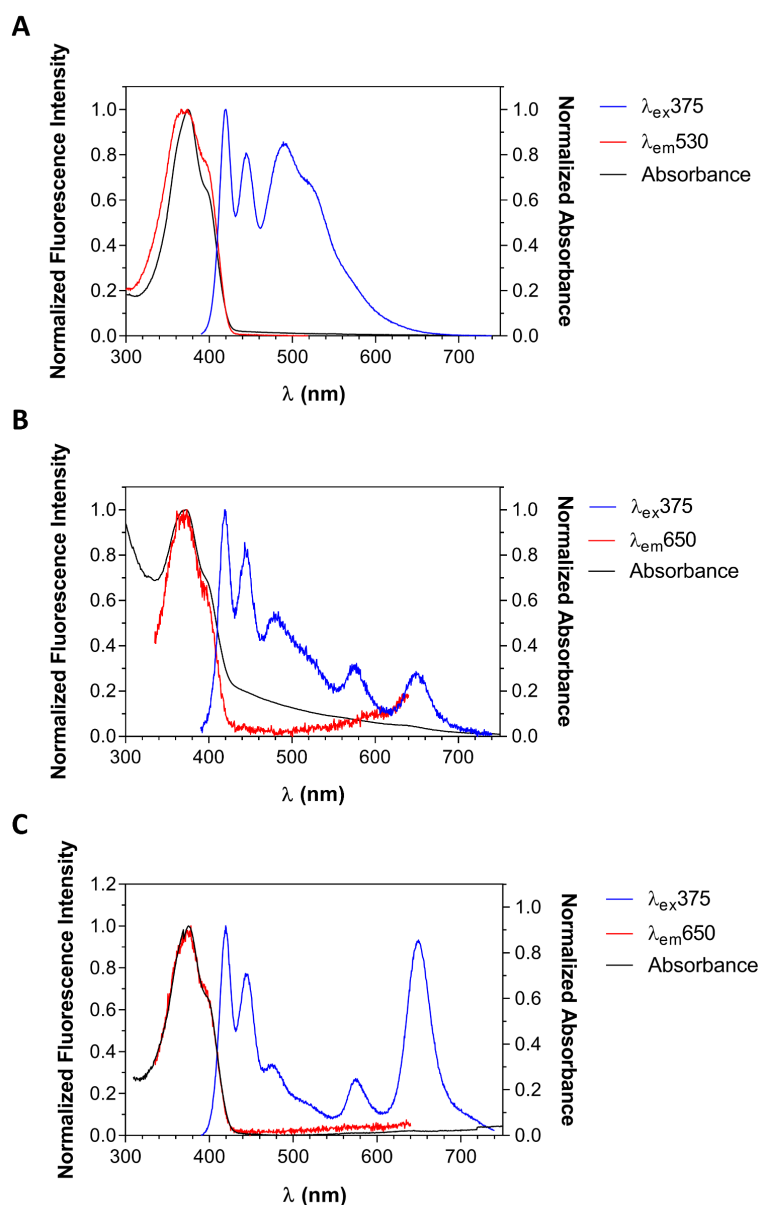 A
Normalized Fluorescence Intensity
1.0
0.8
0.6
0.4
0.2
0.0
300 400 500 600 700
λ (nm)
1.0
0.8
0.6
0.4
0.2
0.0
Normalized Absorbance
λex375
λem530
Absorbance
B
Normalized Fluorescence Intensity
1.0
0.8
0.6
0.4
0.2
0.0
300 400 500 600 700
λ (nm)
1.0
0.8
0.6
0.4
0.2
0.0
Normalized Absorbance
λex375
λem650
Absorbance
C
Normalized Fluorescence Intensity
1.2
1.0
0.8
0.6
0.4
0.2
0.0
300 400 500 600 700
λ (nm)
1.0
0.8
0.6
0.4
0.2
0.0
Normalized Absorbance
λex375
λem650
Absorbance